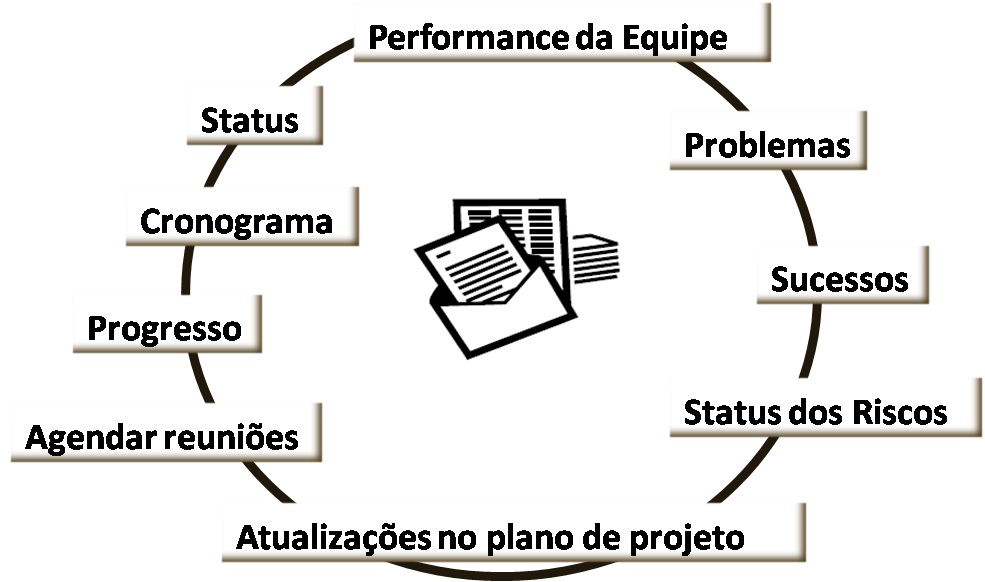 Performance da Equipe
Status
Problemas
Cronograma
Sucessos
Progresso
Status dos Riscos
Agendar reuniões
Atualizações no plano de projeto